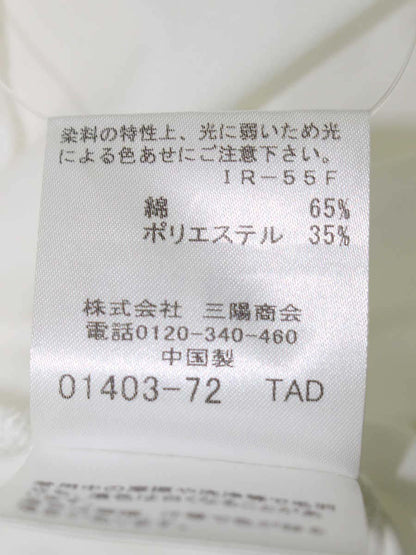 染料の特性上、光に弱いため光
による色あせにご注意下さい。
IR-55F
綿 65%
ポリエステル 35%
株式会社 三陽商会
電話0120-340-460
中国製
01403-72 TAD